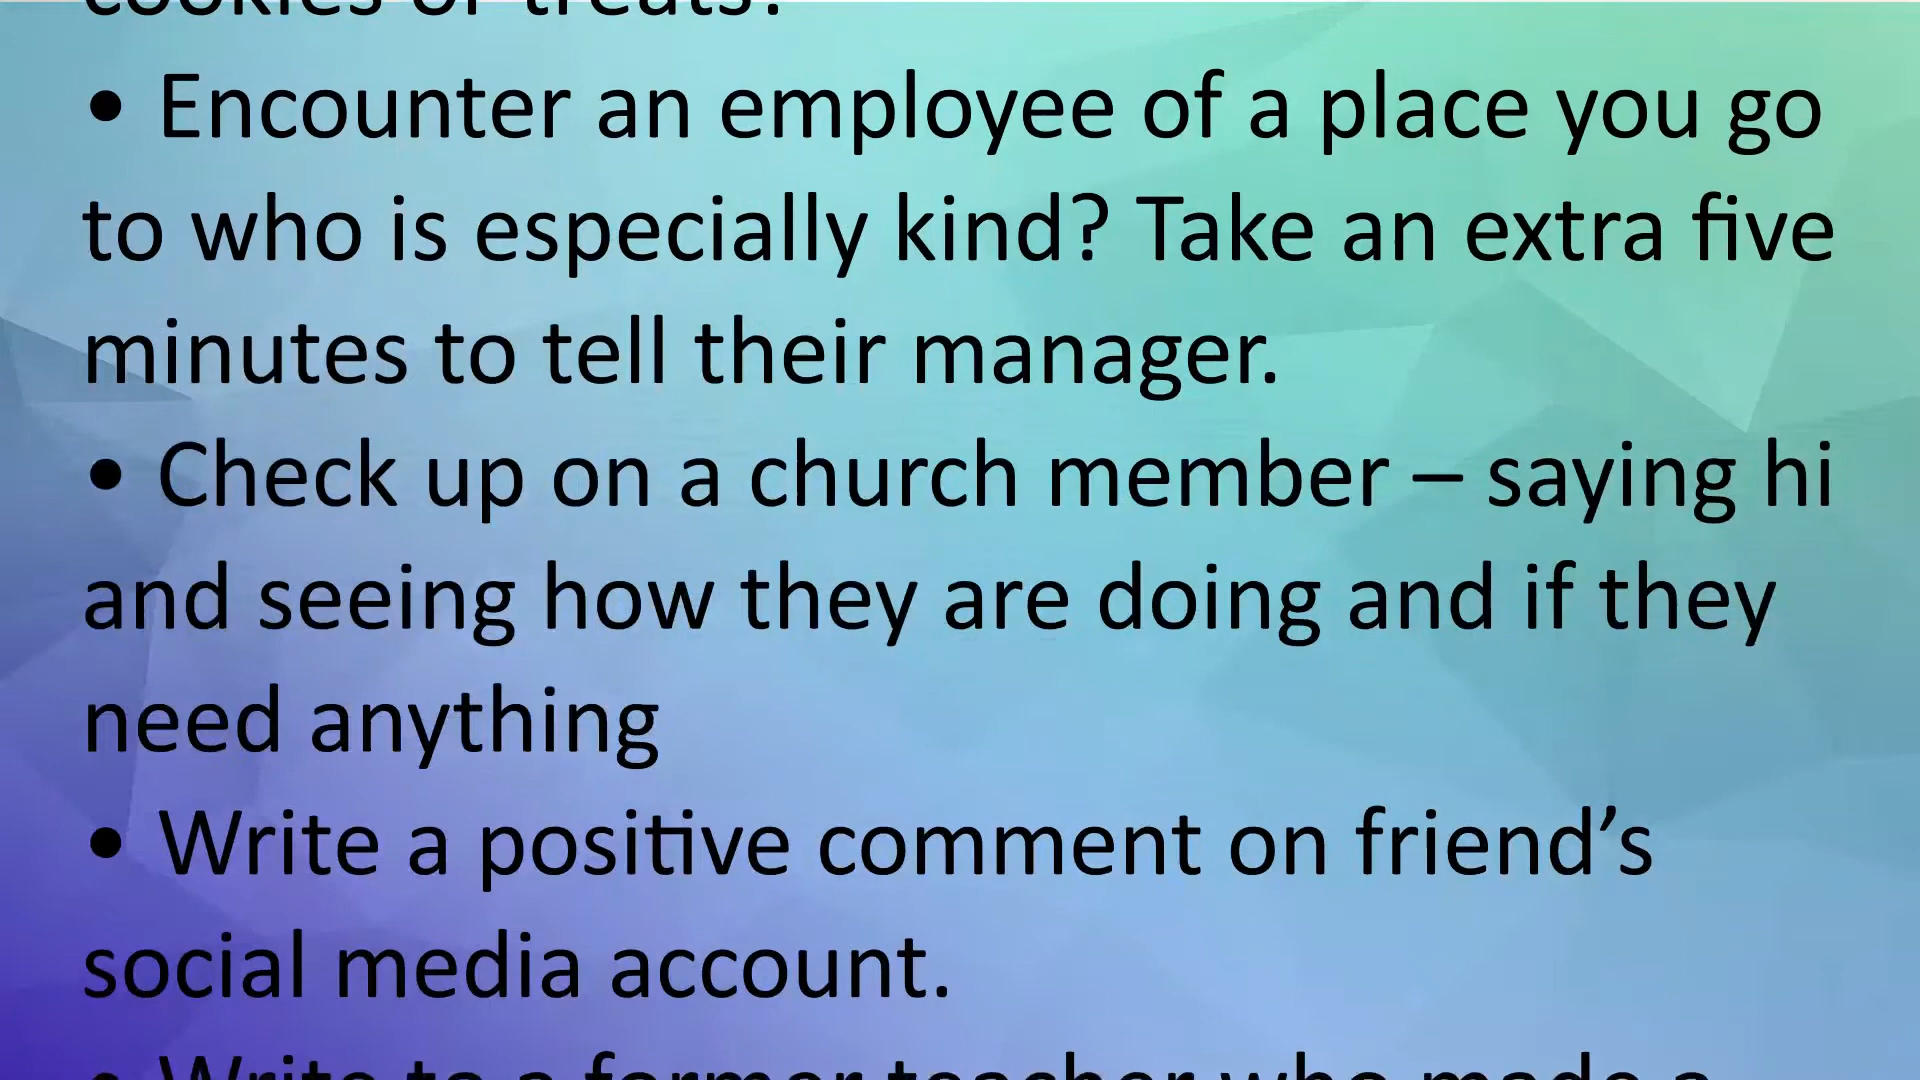 cookies or treats?
• Encounter an employee of a place you go
to who is especially kind? Take an extra five
minutes to tell their manager.
• Check up on a church member – saying hi
and seeing how they are doing and if they
need anything
• Write a positive comment on friend’s
social media account.
• Write to a former teacher who made a